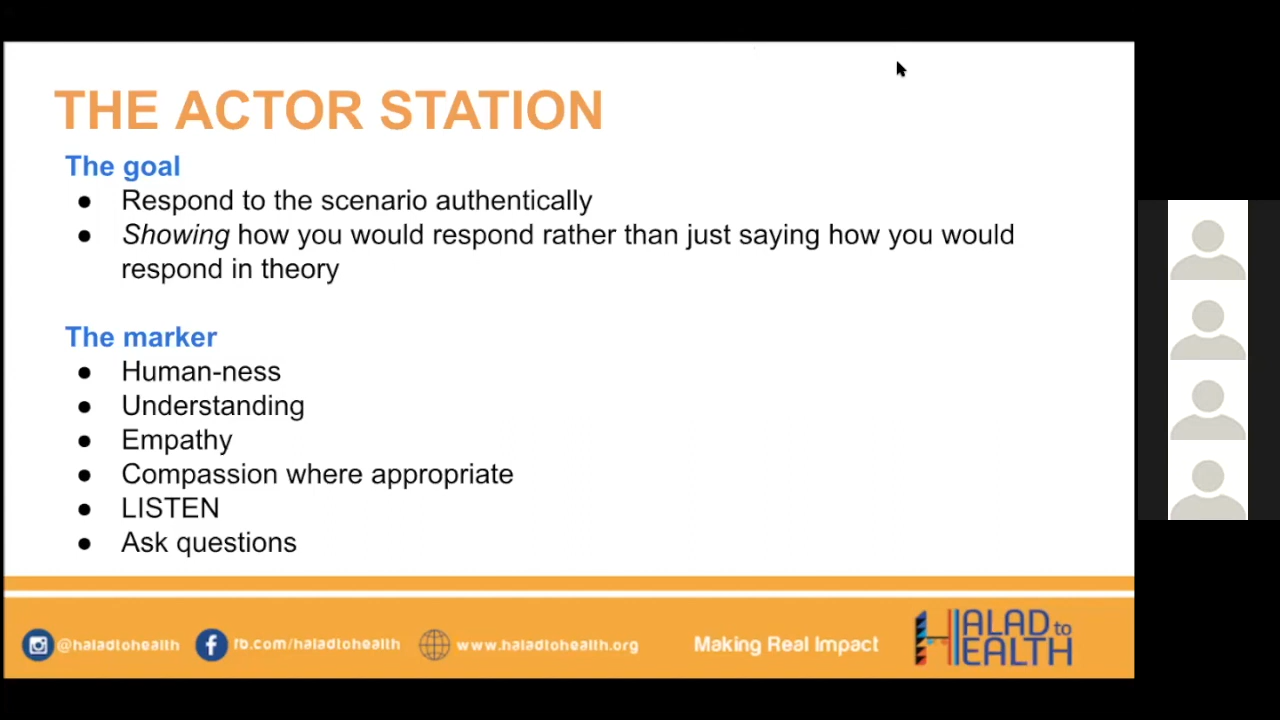 THE ACTOR STATION
The goal
● Respond to the scenario authentically
● Showing how you would respond rather than just saying how you would
respond in theory
The marker
● Human-ness
● Understanding
● Empathy
● Compassion where appropriate
● LISTEN
● Ask questions
@haladtohealth fb.com/haladtohealth www.haladtohealth.org Making Real Impact
HALAD to
HEALTH